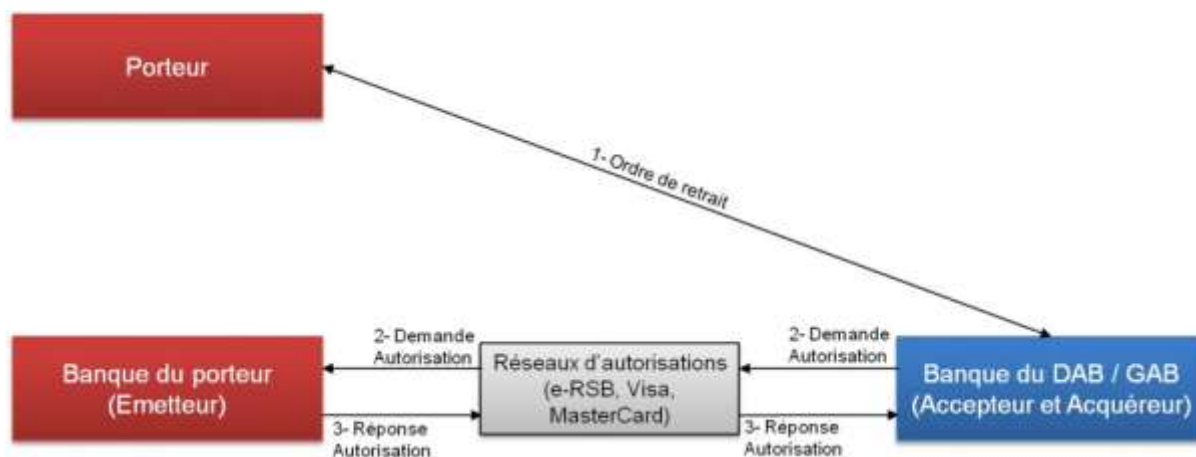 Porteur
1- Ordre de retrait
2- Demande
Autorisation
2- Demande
Autorisation
Banque du porteur
(Emetteur)
Réseaux d'autorisations
(e-RSB, Visa,
MasterCard)
Banque du DAB / GAB
(Accepteur et Acquéreur)
3- Réponse
Autorisation
3- Réponse
Autorisation